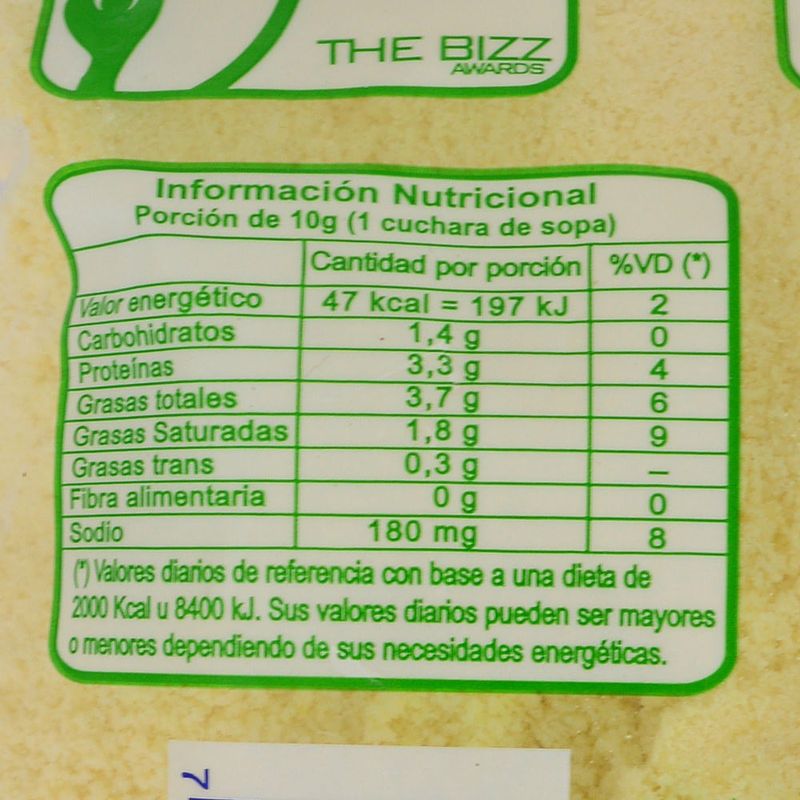 THE BIZZ
AWARDS
Información Nutricional
Porción de 10g (1 cuchara de sopa)
Cantidad por porción %VD (*)
Valor energético 47 kcal = 197 kJ 2
Carbohidratos 1,4 g 0
Proteínas 3,3 g 4
Grasas totales 3,7 g 6
Grasas Saturadas 1,8 g 9
Grasas trans 0,3 g –
Fibra alimentaria 0 g 0
Sodio 180 mg 8
(*) Valores diarios de referencia con base a una dieta de
2000 Kcal u 8400 kJ. Sus valores diarios pueden ser mayores
o menores dependiendo de sus necesidades energéticas.
7